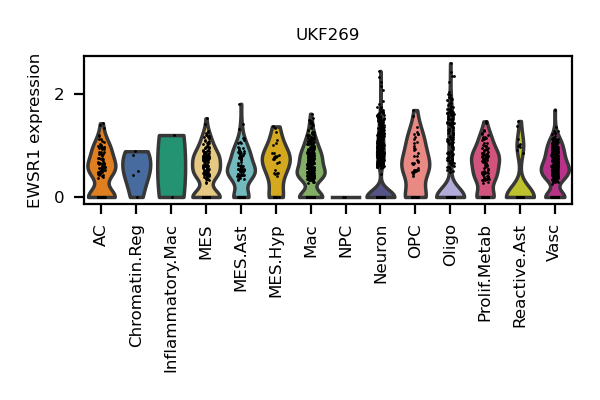 UKF269
EWSR1 expression
2
0
AC
Chromatin.Reg
Inflammatory.Mac
MES
MES.Ast
MES.Hyp
Mac
NPC
Neuron
OPC
Oligo
Prolif.Metab
Reactive.Ast
Vasc